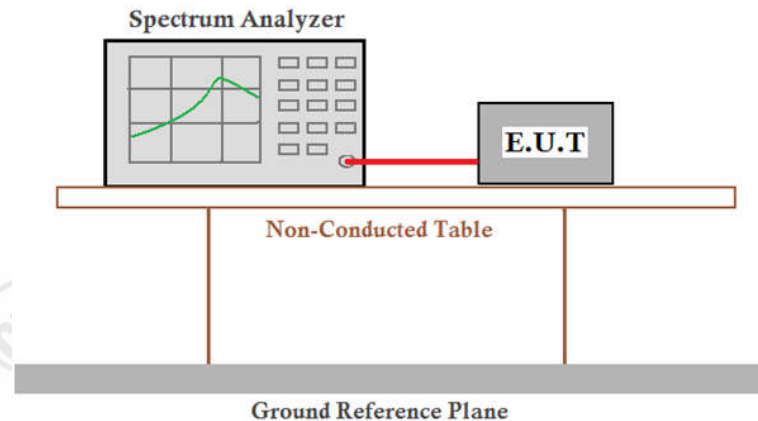 Spectrum Analyzer
E.U.T
Non-Conducted Table
Ground Reference Plane